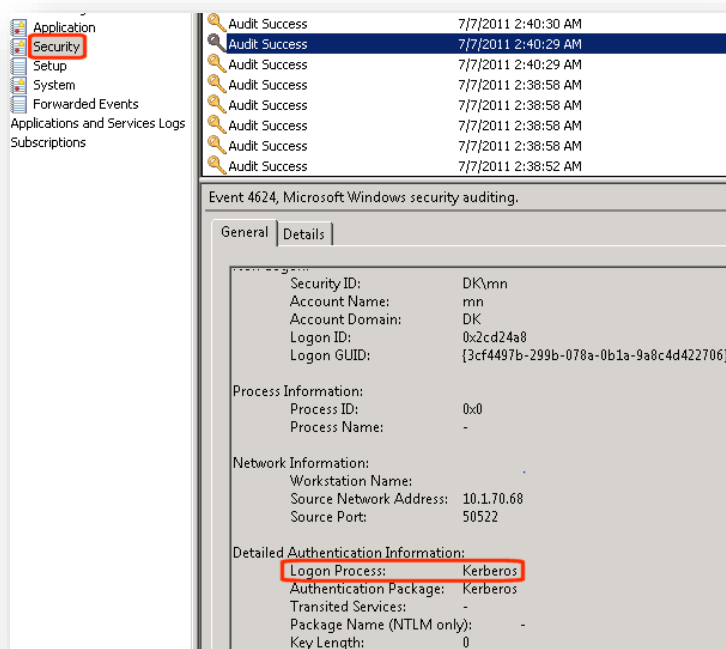 Application
Security
Setup
System
Forwarded Events
Applications and Services Logs
Subscriptions
Audit Success 7/7/2011 2:40:30 AM
Audit Success 7/7/2011 2:40:29 AM
Audit Success 7/7/2011 2:40:29 AM
Audit Success 7/7/2011 2:38:58 AM
Audit Success 7/7/2011 2:38:58 AM
Audit Success 7/7/2011 2:38:58 AM
Audit Success 7/7/2011 2:38:58 AM
Audit Success 7/7/2011 2:38:52 AM
Event 4624, Microsoft Windows security auditing.
General Details
Security ID: DK\mn
Account Name: mn
Account Domain: DK
Logon ID: 0x2cd24a8
Logon GUID: {3cf4497b-299b-078a-0b1a-9a8c4d422706}
Process Information:
Process ID: 0x0
Process Name: -
Network Information:
Workstation Name:
Source Network Address: 10.1.70.68
Source Port: 50522
Detailed Authentication Information:
Logon Process: Kerberos
Authentication Package: Kerberos
Transited Services: -
Package Name (NTLM only): -
Key Length: 0